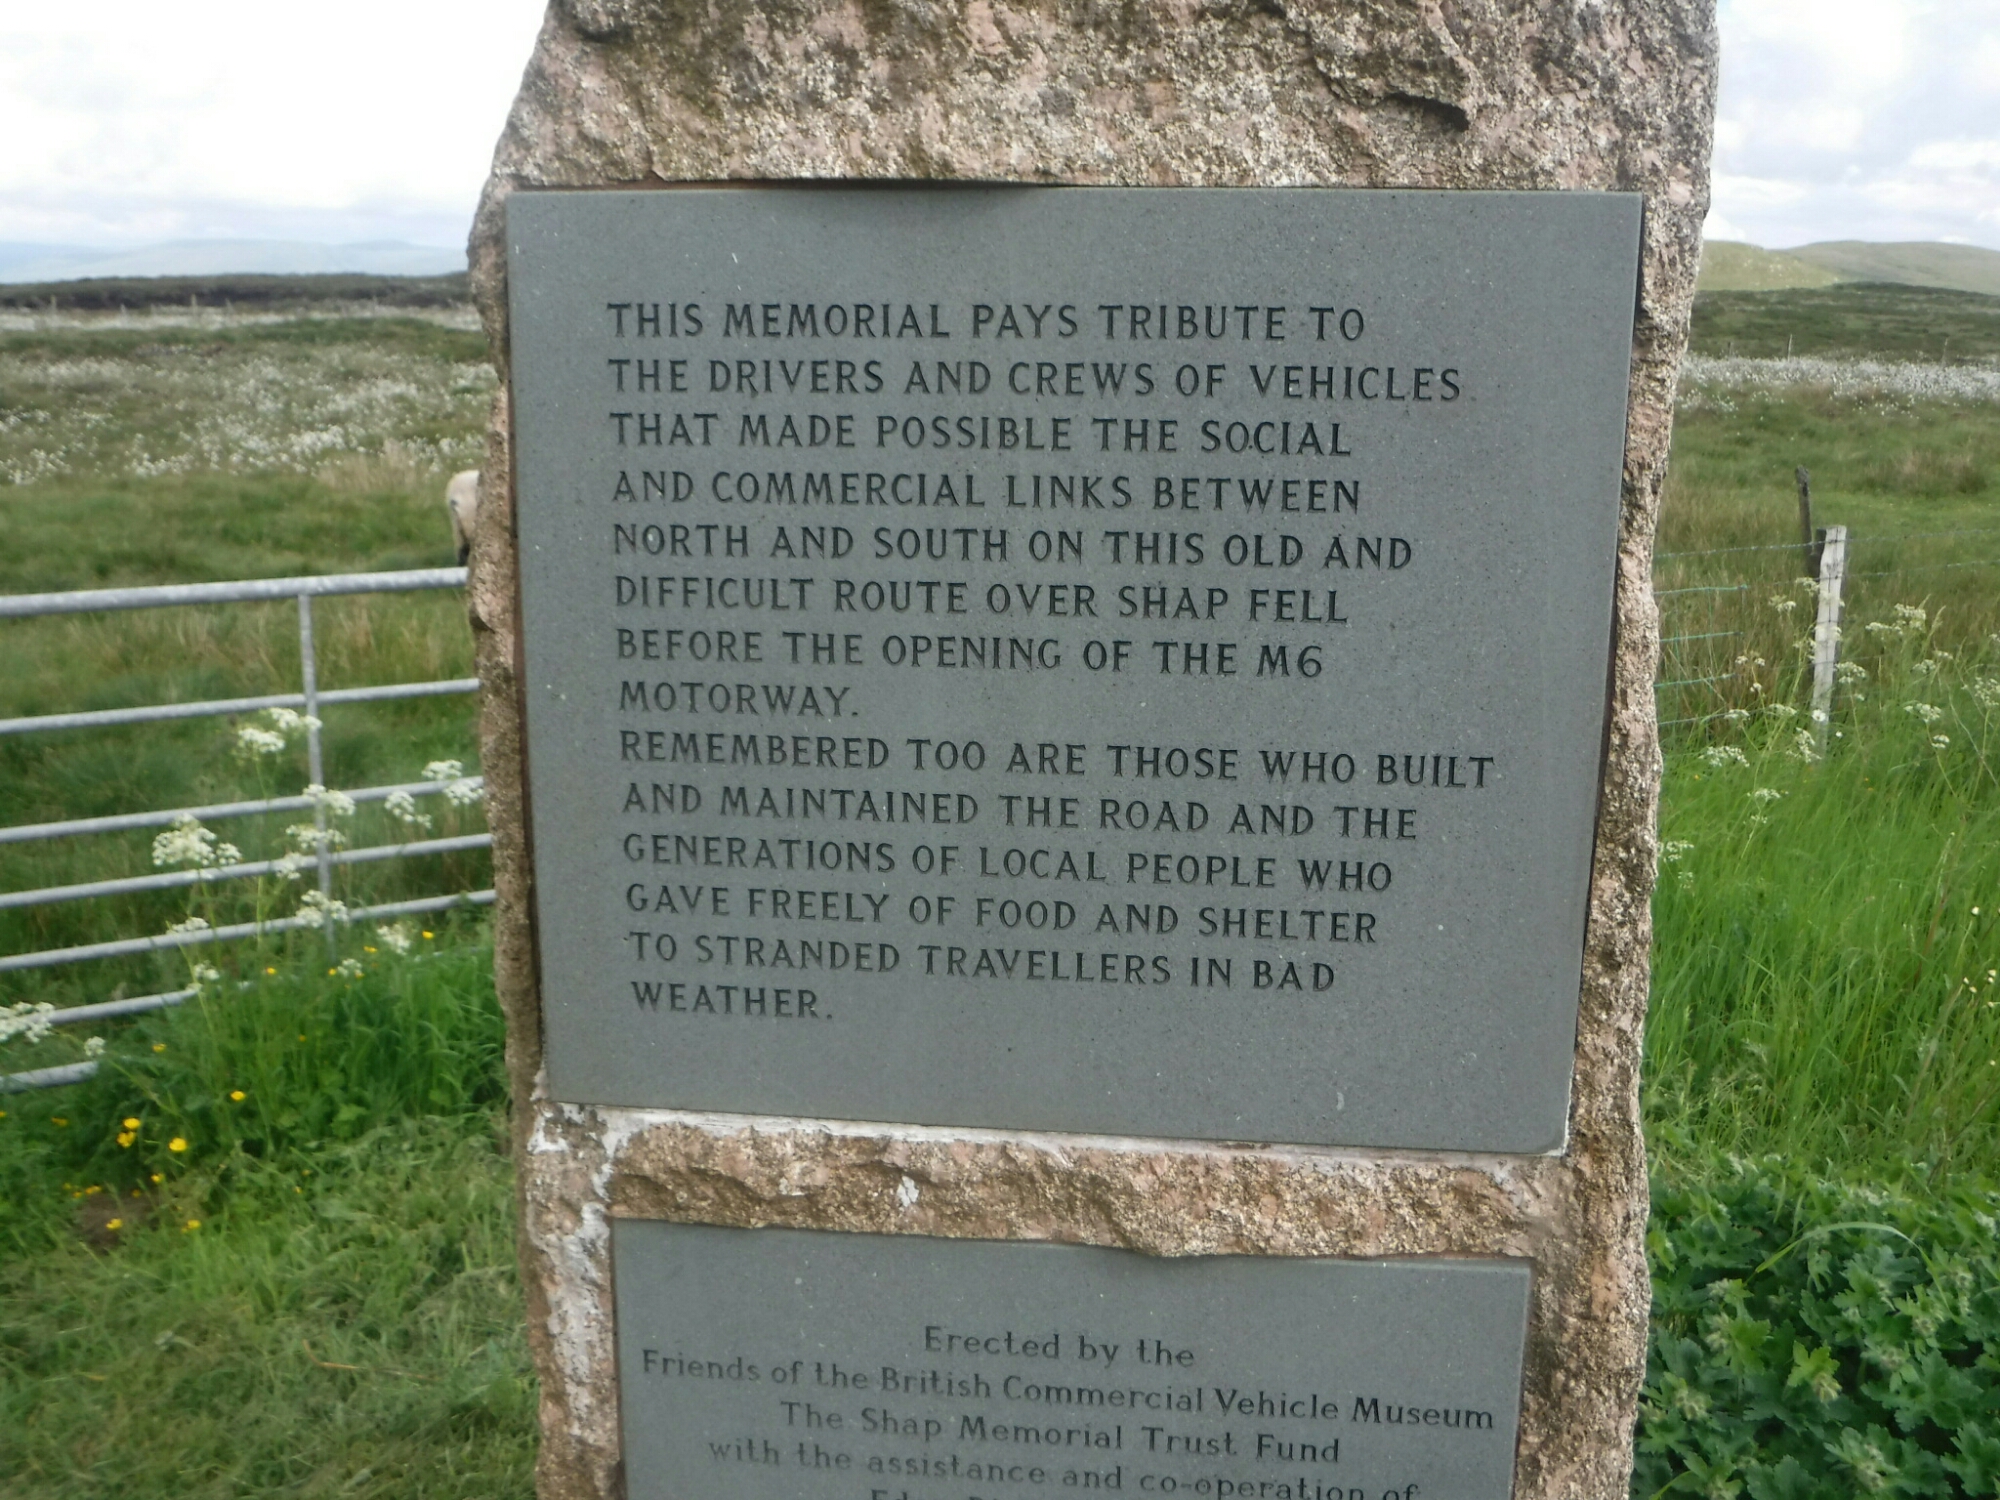 THIS MEMORIAL PAYS TRIBUTE TO
THE DRIVERS AND CREWS OF VEHICLES
THAT MADE POSSIBLE THE SOCIAL
AND COMMERCIAL LINKS BETWEEN
NORTH AND SOUTH ON THIS OLD AND
DIFFICULT ROUTE OVER SHAP FELL
BEFORE THE OPENING OF THE M6
MOTORWAY.
REMEMBERED TOO ARE THOSE WHO BUILT
AND MAINTAINED THE ROAD AND THE
GENERATIONS OF LOCAL PEOPLE WHO
GAVE FREELY OF FOOD AND SHELTER
TO STRANDED TRAVELLERS IN BAD
WEATHER.
Erected by the
Friends of the British Commercial Vehicle Museum
The Shap Memorial Trust Fund
with the assistance and co-operation of